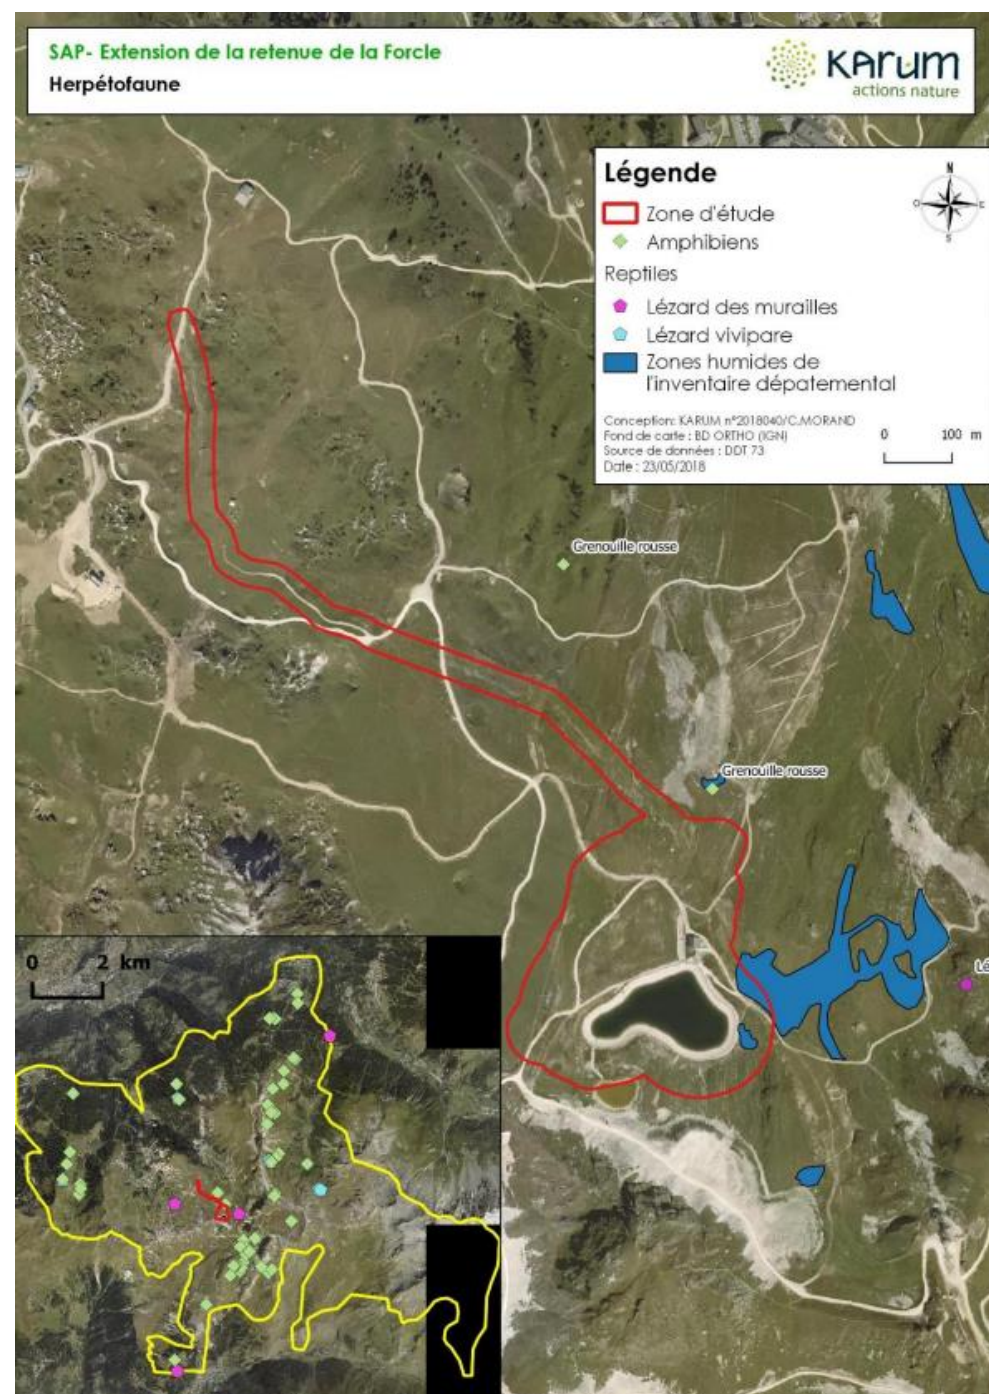 SAP- Extension de la retenue de la Forcle
Herpétofaune
KARUM
actions nature
Légende
N
O
E
S
Zone d'étude
Amphibiens
Reptiles
Lézard des murailles
Lézard vivipare
Zones humides de
l'inventaire dépatemental
Conception: KARUM n°2018040/C.MORAND
Fond de carte : BD ORTHO (IGN)
Source de données : DDT 73
Date : 23/05/2018
0 100 m
Grenouille rousse
Grenouille rousse
Lé
0 2 km